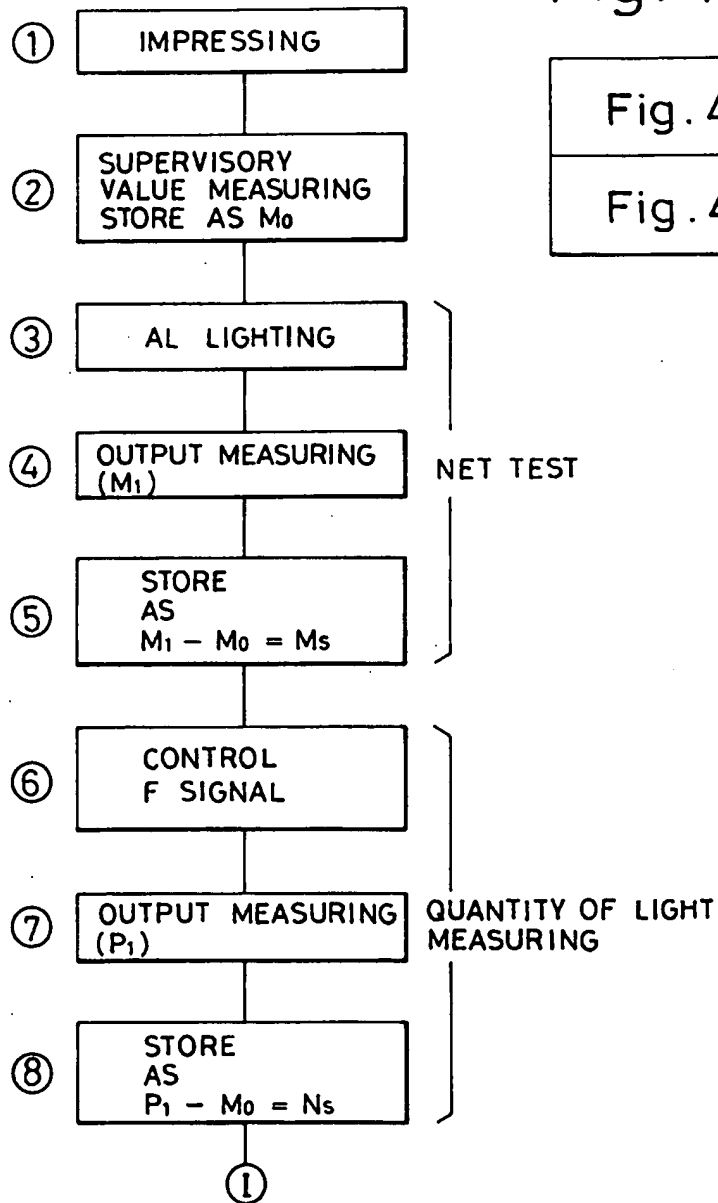 ① IMPRESSING
② SUPERVISORY
VALUE MEASURING
STORE AS M₀
③ AL LIGHTING
④ OUTPUT MEASURING
(M₁)
NET TEST
⑤ STORE
AS
M₁ - M₀ = Ms
⑥ CONTROL
F SIGNAL
⑦ OUTPUT MEASURING
(P₁)
QUANTITY OF LIGHT
MEASURING
⑧ STORE
AS
P₁ - M₀ = Ns
Ⓘ
Fig. 4
Fig. 4